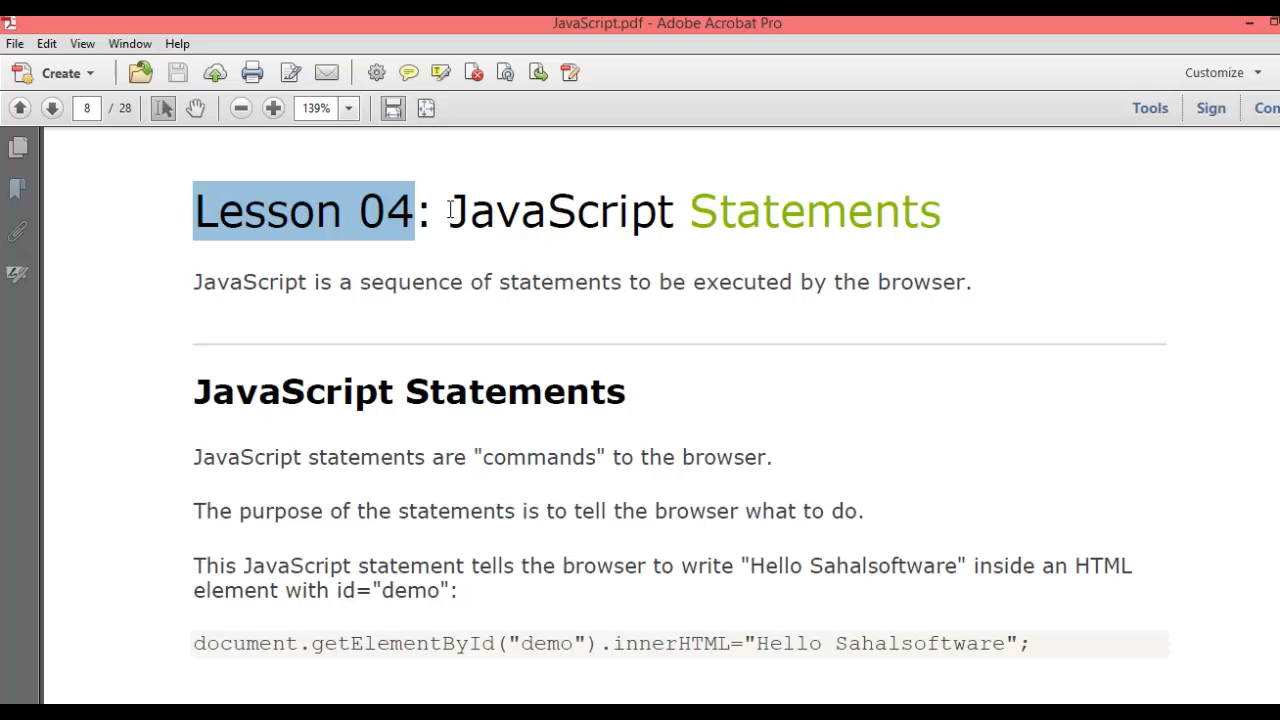 JavaScript.pdf - Adobe Acrobat Pro
File Edit View Window Help
Create Customize
8 / 28 139% Tools Sign Con
Lesson 04: JavaScript Statements
JavaScript is a sequence of statements to be executed by the browser.
JavaScript Statements
JavaScript statements are "commands" to the browser.
The purpose of the statements is to tell the browser what to do.
This JavaScript statement tells the browser to write "Hello Sahalsoftware" inside an HTML
element with id="demo":
document.getElementById("demo").innerHTML="Hello Sahalsoftware";